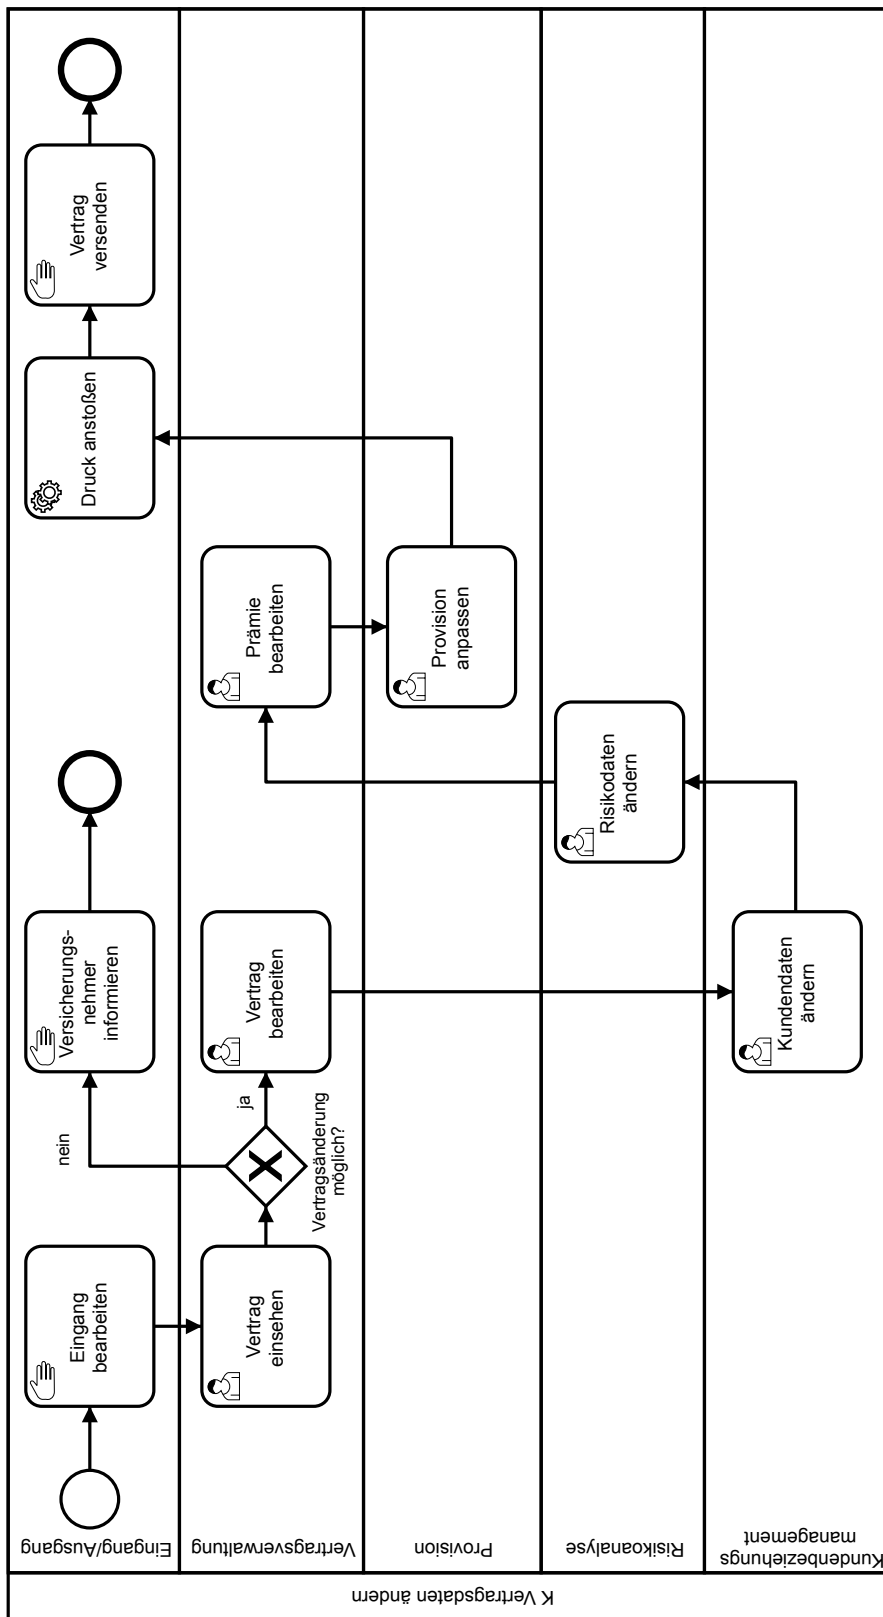 K Vertragsdaten ändern
Eingang/Ausgang
Vertragsverwaltung
Provision
Risikoanalyse
Kundenbeziehungs
management
Eingang
bearbeiten
Vertrag
einsehen
Vertragsänderung
möglich?
nein
ja
Versicherungs-
nehmer
informieren
Vertrag
bearbeiten
Kundendaten
ändern
Risikodaten
ändern
Prämie
bearbeiten
Provision
anpassen
Druck anstoßen
Vertrag
versenden